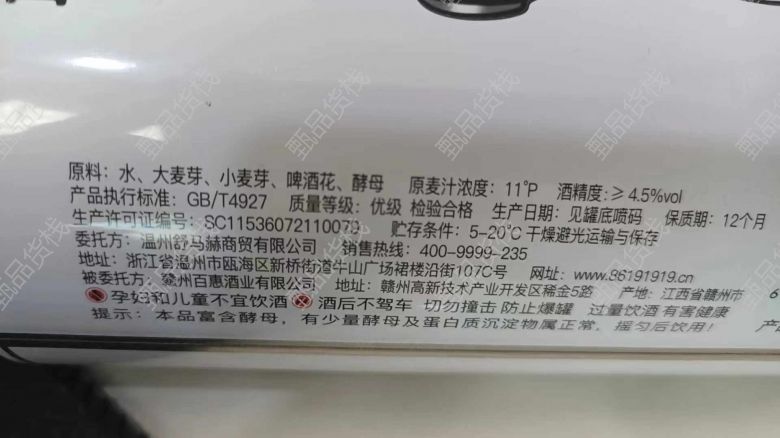 原料：水、大麦芽、小麦芽、啤酒花、酵母 原麦汁浓度：11°P 酒精度：≥4.5%vol
产品执行标准：GB/T4927 质量等级：优级 检验合格 生产日期：见罐底喷码 保质期：12个月
生产许可证编号：SC11536072110079 贮存条件：5-20℃干燥避光运输与保存
委托方：温州舒马赫商贸有限公司 销售热线：400-9999-235
地址：浙江省温州市瓯海区新桥街道牛山广场裙楼沿街107C号 网址：www.86191919.cn
被委托方：赣州百惠酒业有限公司 地址：赣州高新技术产业开发区稀金5路 产地：江西省赣州市
孕妇和儿童不宜饮酒 酒后不驾车 切勿撞击 防止爆罐 过量饮酒 有害健康
提示：本品富含酵母，有少量酵母及蛋白质沉淀物属正常，摇匀后饮用！
甄品货栈